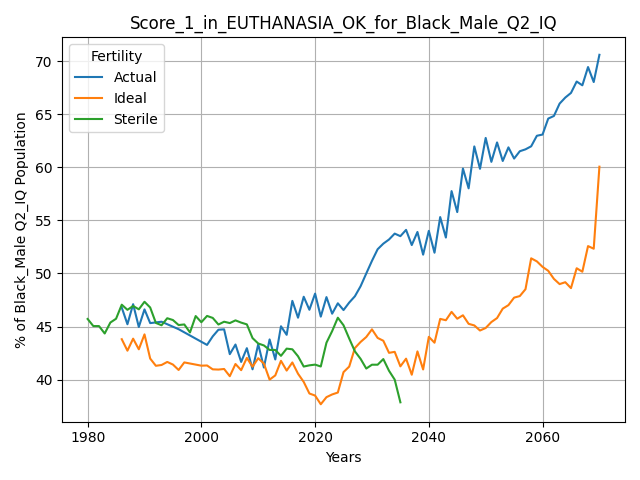 Score_1_in_EUTHANASIA_OK_for_Black_Male_Q2_IQ
% of Black_Male Q2_IQ Population
70
65
60
55
50
45
40
Fertility
Actual
Ideal
Sterile
1980
2000
2020
2040
2060
Years